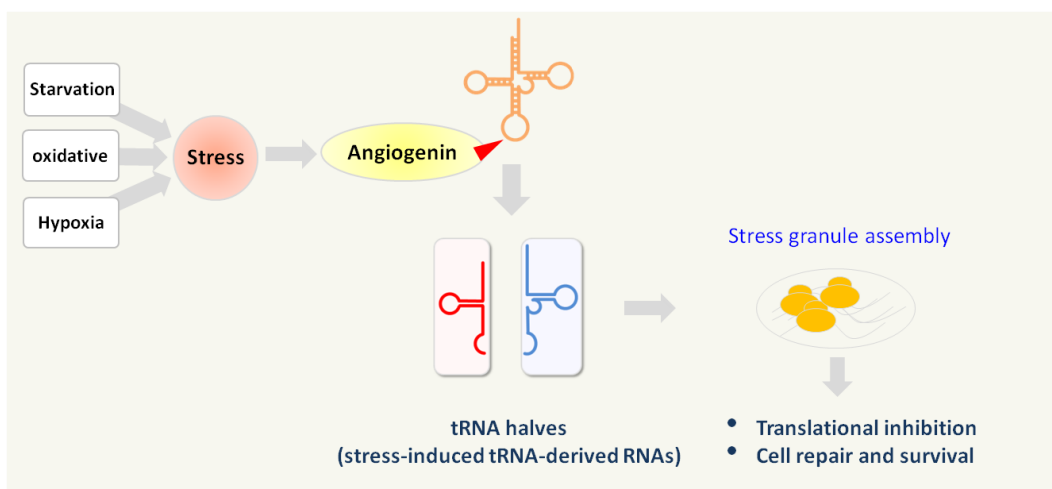 Starvation
oxidative
Hypoxia
Stress
Angiogenin
Stress granule assembly
tRNA halves
(stress-induced tRNA-derived RNAs)
• Translational inhibition
• Cell repair and survival